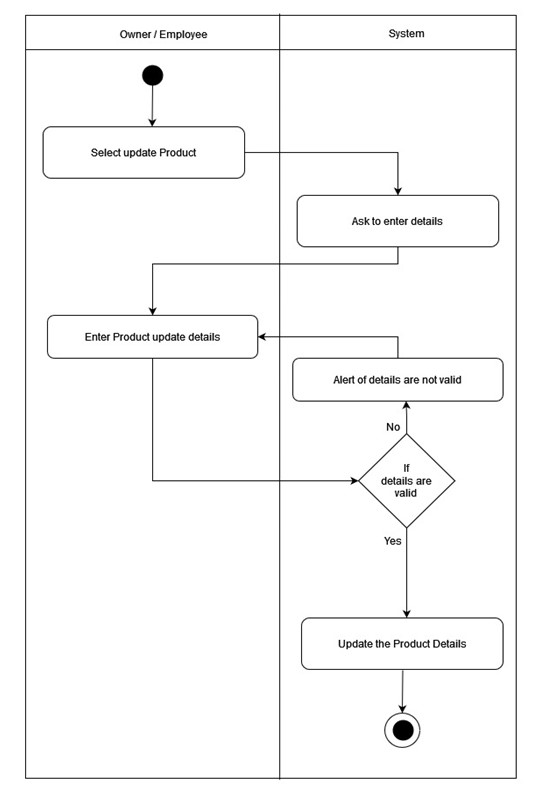 Owner / Employee
System
Select update Product
Ask to enter details
Enter Product update details
Alert of details are not valid
No
If
details are
valid
Yes
Update the Product Details